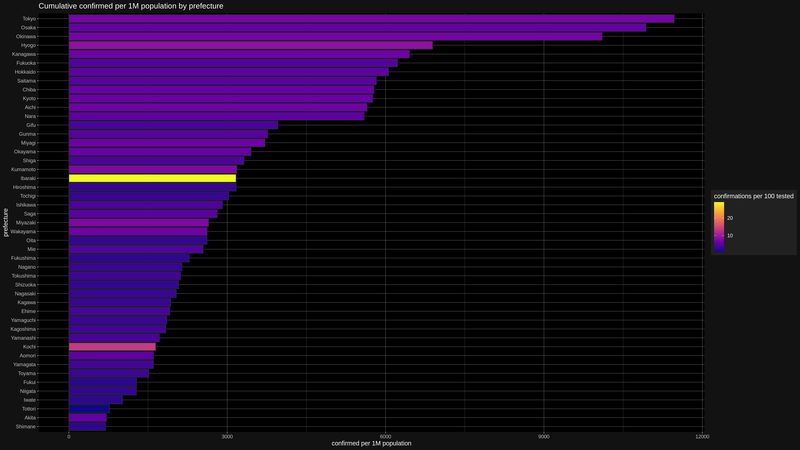 Cumulative confirmed per 1M population by prefecture
Tokyo
Osaka
Okinawa
Hyogo
Kanagawa
Fukuoka
Hokkaido
Saitama
Chiba
Kyoto
Aichi
Nara
Gifu
Gunma
Miyagi
Okayama
Shiga
Kumamoto
Ibaraki
Hiroshima
Tochigi
Ishikawa
Saga
Miyazaki
Wakayama
Oita
Mie
Fukushima
Nagano
Tokushima
Shizuoka
Nagasaki
Kagawa
Ehime
Yamaguchi
Kagoshima
Yamanashi
Kochi
Aomori
Yamagata
Toyama
Fukui
Niigata
Iwate
Tottori
Akita
Shimane
prefecture
0 3000 6000 9000 12000
confirmed per 1M population
confirmations per 100 tested
20
10